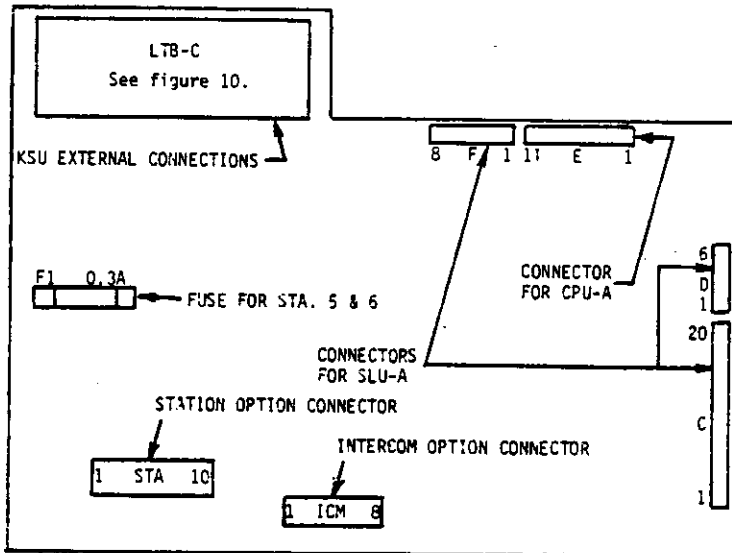 LTB-C
See figure 10.
KSU EXTERNAL CONNECTIONS
8 F 1 11 E 1
F1 0.3A
FUSE FOR STA. 5 & 6
CONNECTOR
FOR CPU-A
6
D
1
20
C
1
CONNECTORS
FOR SLU-A
STATION OPTION CONNECTOR
1 STA 10
INTERCOM OPTION CONNECTOR
1 ICM 8